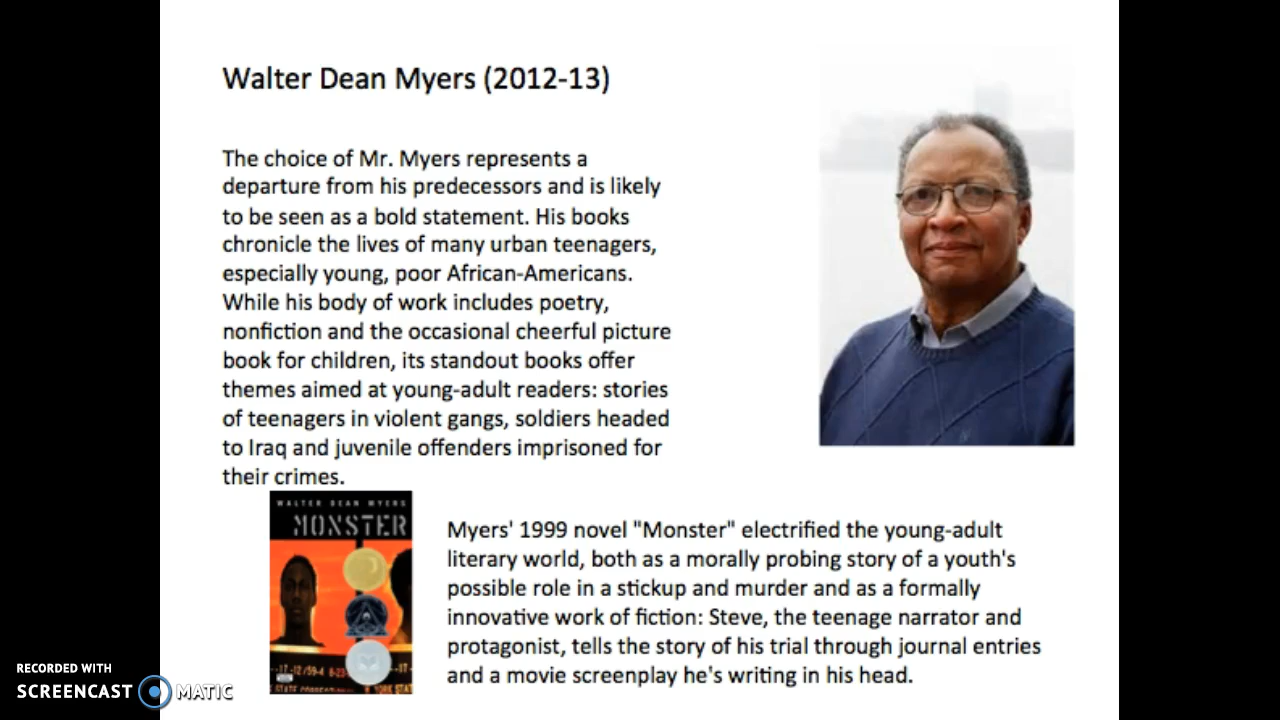 Walter Dean Myers (2012-13)
The choice of Mr. Myers represents a
departure from his predecessors and is likely
to be seen as a bold statement. His books
chronicle the lives of many urban teenagers,
especially young, poor African-Americans.
While his body of work includes poetry,
nonfiction and the occasional cheerful picture
book for children, its standout books offer
themes aimed at young-adult readers: stories
of teenagers in violent gangs, soldiers headed
to Iraq and juvenile offenders imprisoned for
their crimes.
WALTER DEAN MYERS
MONSTER
Myers' 1999 novel "Monster" electrified the young-adult
literary world, both as a morally probing story of a youth's
possible role in a stickup and murder and as a formally
innovative work of fiction: Steve, the teenage narrator and
protagonist, tells the story of his trial through journal entries
and a movie screenplay he's writing in his head.
RECORDED WITH
SCREENCAST MATIC